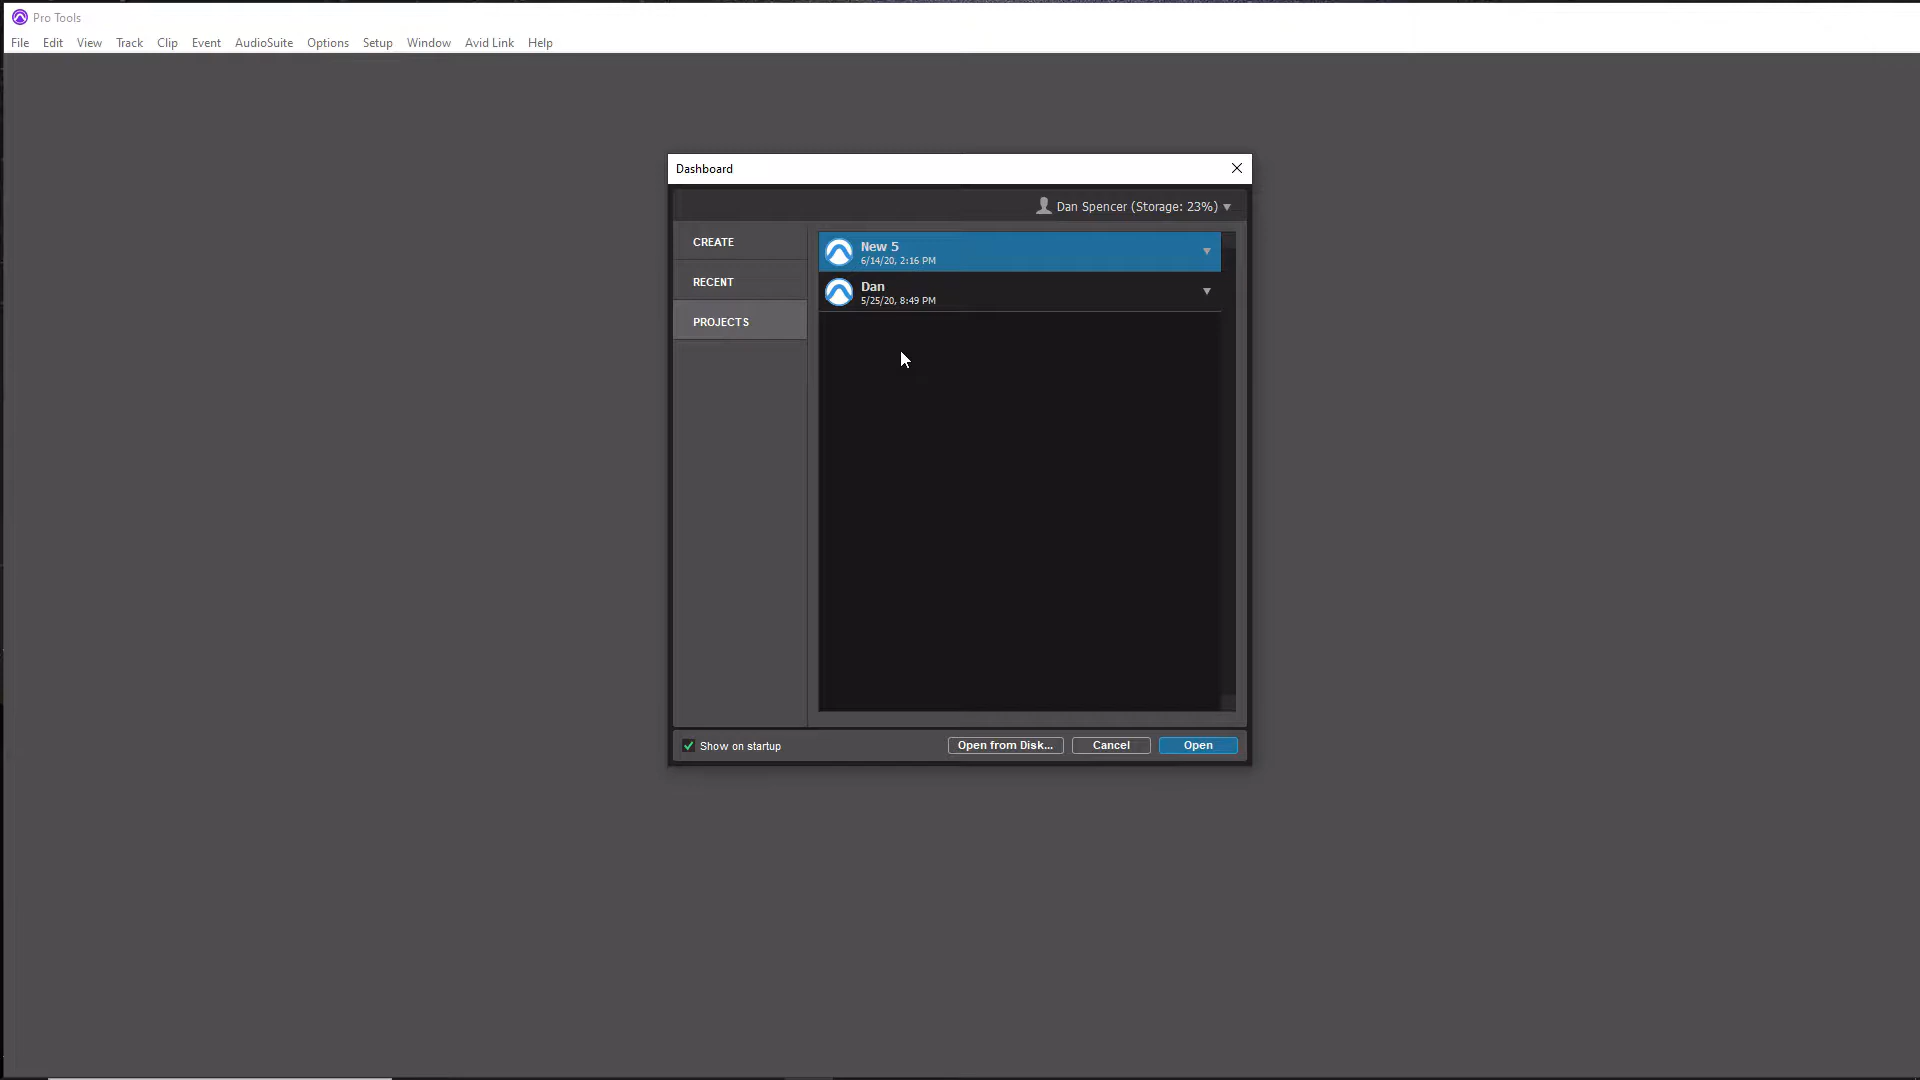 Pro Tools
File Edit View Track Clip Event AudioSuite Options Setup Window Avid Link Help
Dashboard
Dan Spencer (Storage: 23%)
CREATE
RECENT
PROJECTS
New 5
6/14/20, 2:16 PM
Dan
5/25/20, 8:49 PM
Show on startup
Open from Disk...
Cancel
Open